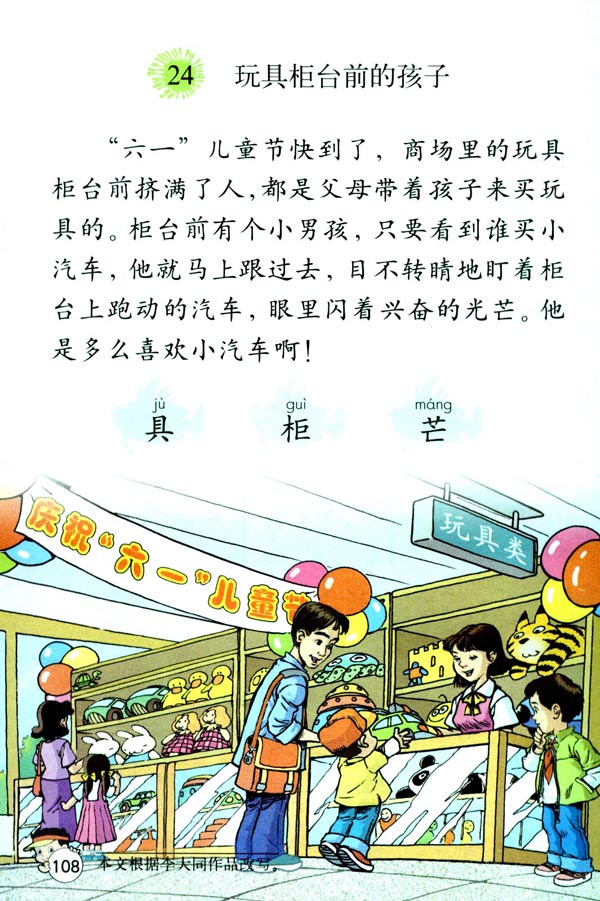 24 玩具柜台前的孩子
“六一”儿童节快到了，商场里的玩具
柜台前挤满了人，都是父母带着孩子来买玩
具的。柜台前有个小男孩，只要看到谁买小
汽车，他就马上跟过去，目不转睛地盯着柜
台上跑动的汽车，眼里闪着兴奋的光芒。他
是多么喜欢小汽车啊！
jù guì máng
具 柜 芒
玩具类
庆祝“六一”儿童节
108 本文根据李大同作品改写。